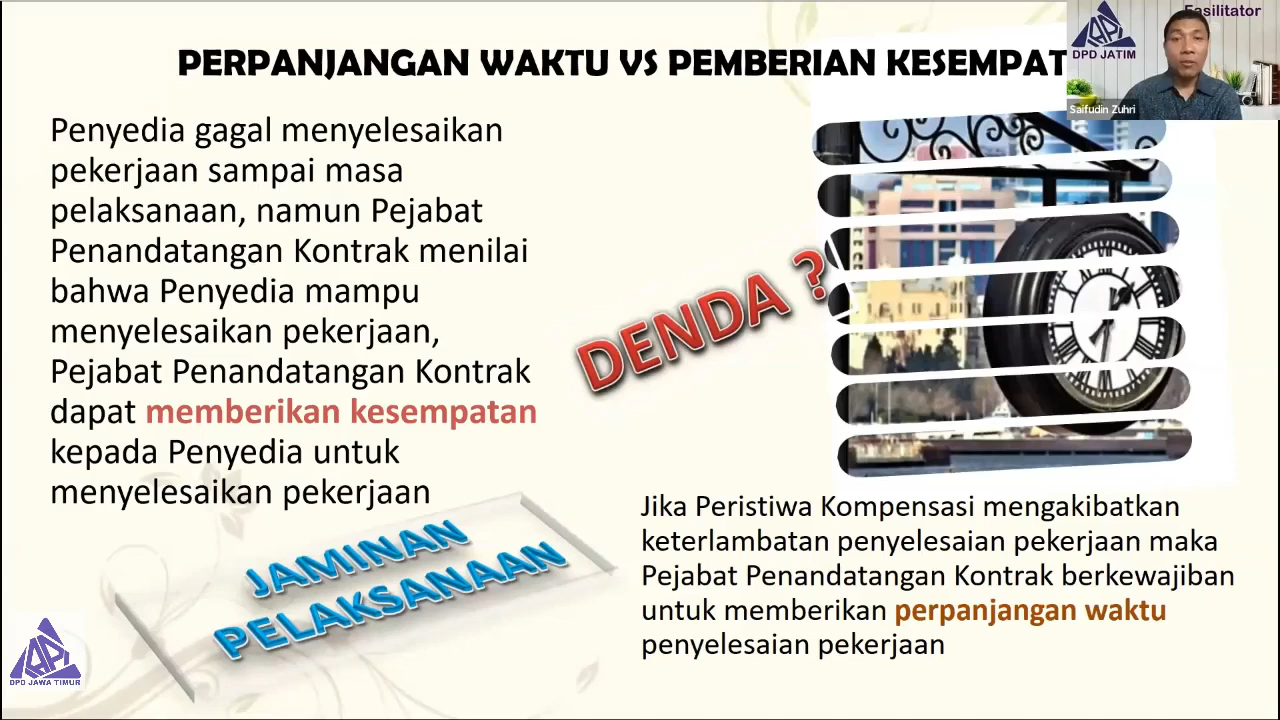 PERPANJANGAN WAKTU VS PEMBERIAN KESEMPAT
Fasilitator
DPD JATIM
Saifudin Zuhri
Penyedia gagal menyelesaikan
pekerjaan sampai masa
pelaksanaan, namun Pejabat
Penandatangan Kontrak menilai
bahwa Penyedia mampu
menyelesaikan pekerjaan,
Pejabat Penandatangan Kontrak
dapat memberikan kesempatan
kepada Penyedia untuk
menyelesaikan pekerjaan
DENDA ?
JAMINAN
PELAKSANAAN
Jika Peristiwa Kompensasi mengakibatkan
keterlambatan penyelesaian pekerjaan maka
Pejabat Penandatangan Kontrak berkewajiban
untuk memberikan perpanjangan waktu
penyelesaian pekerjaan
DPD JAWA TIMUR